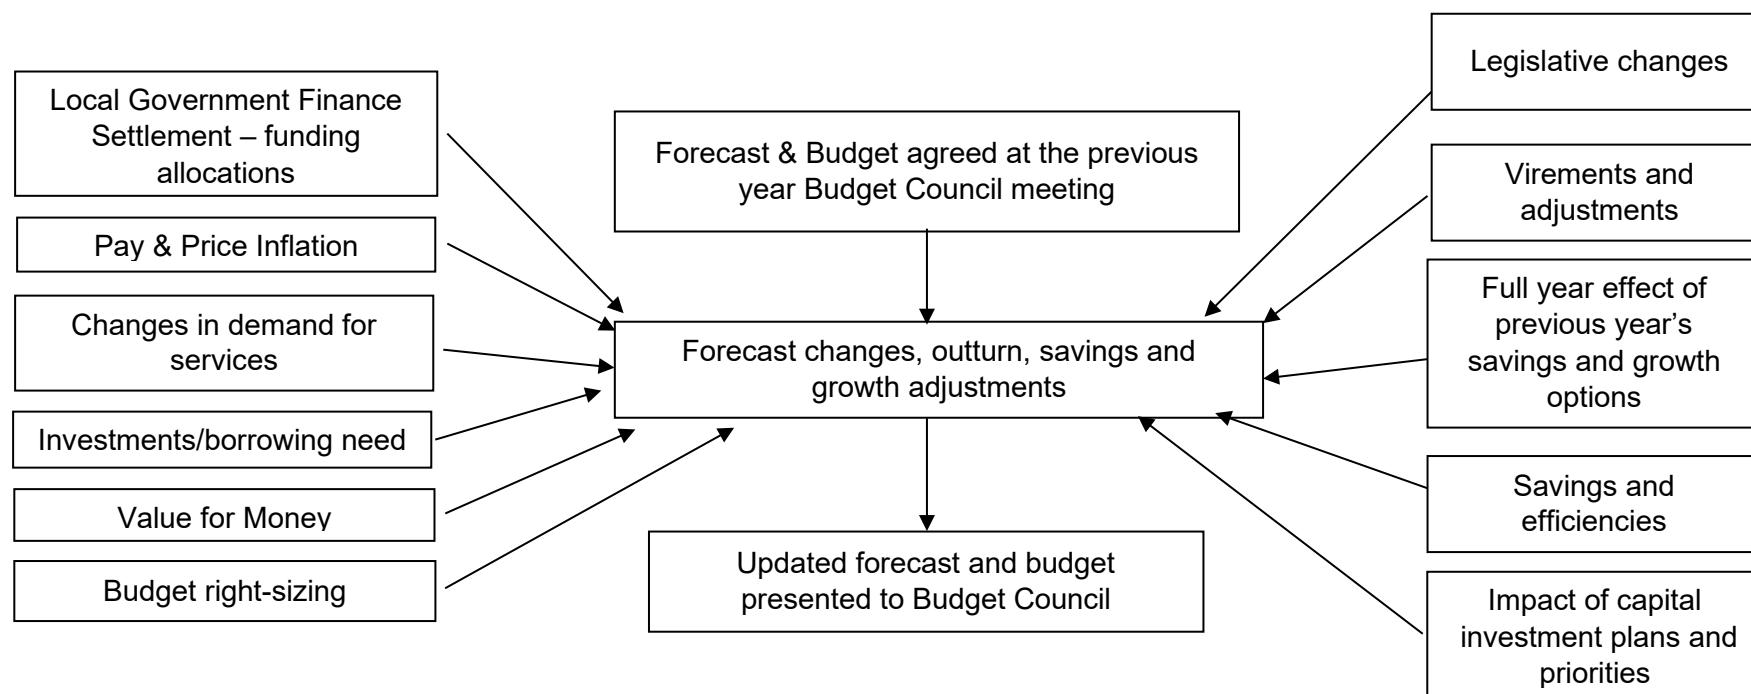 Local Government Finance
Settlement – funding
allocations
Pay & Price Inflation
Changes in demand for
services
Investments/borrowing need
Value for Money
Budget right-sizing
Forecast & Budget agreed at the previous
year Budget Council meeting
Forecast changes, outturn, savings and
growth adjustments
Updated forecast and budget
presented to Budget Council
Legislative changes
Virements and
adjustments
Full year effect of
previous year’s
savings and growth
options
Savings and
efficiencies
Impact of capital
investment plans and
priorities